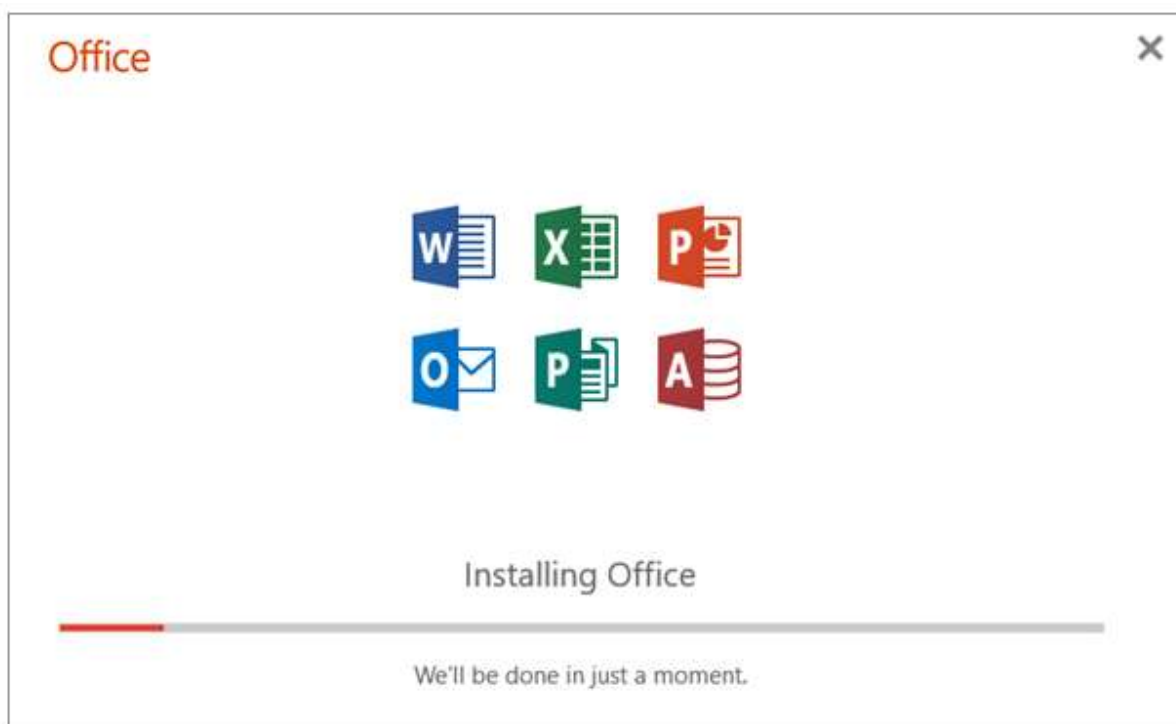 Office
W X P
O P A
Installing Office
We'll be done in just a moment.